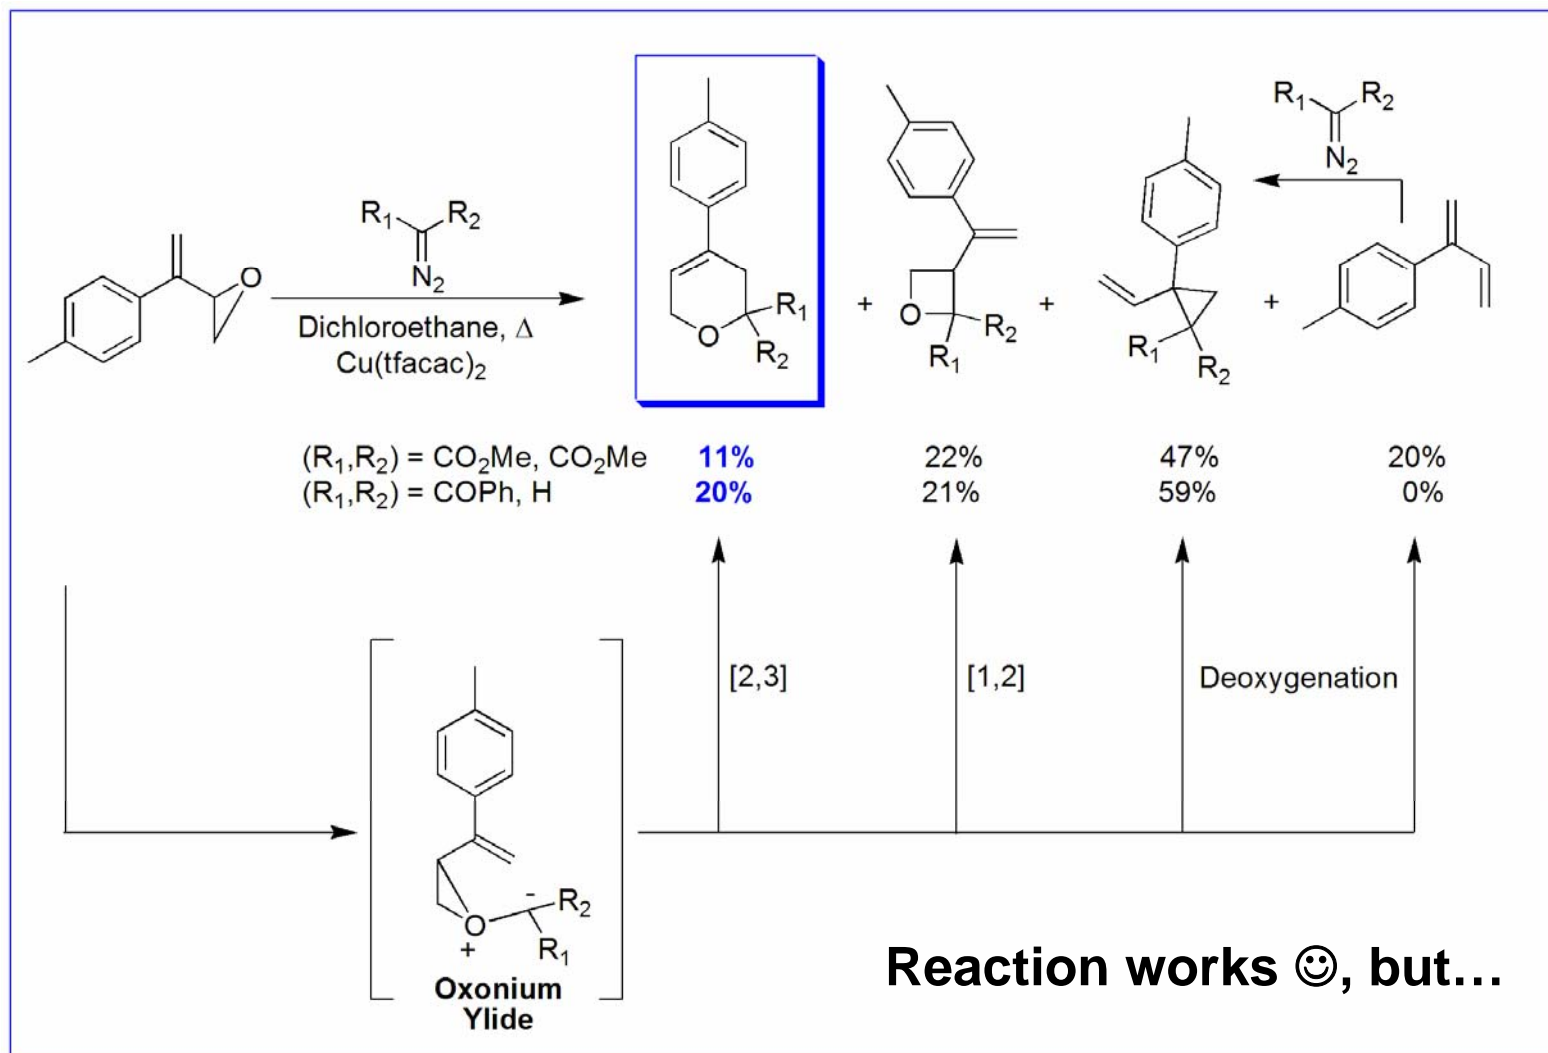 R1 R2
N2
R1 R2
N2
O
Dichloroethane, Δ
Cu(tfacac)2
O
R1
R2
+
O
R1
R2
+
R1
R2
+
(R1,R2) = CO2Me, CO2Me 11% 22% 47% 20%
(R1,R2) = COPh, H 20% 21% 59% 0%
[2,3] [1,2] Deoxygenation
O
+
-
R2
R1
Oxonium
Ylide
Reaction works ☺, but…